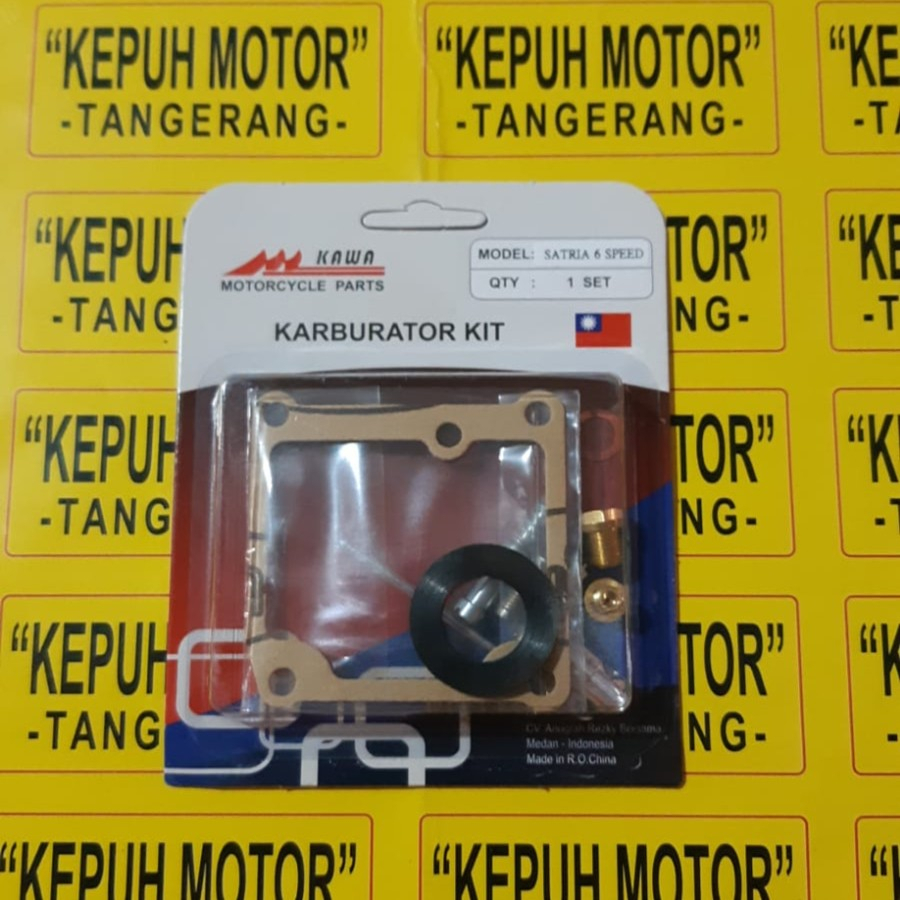 “KEPUH MOTOR”
-TANGERANG-
“KEPUH MOTOR”
-TANGERANG-
“KE
-TA
“KEPUH
-TANG
TOR”
NG-
“KE
-T
KAWA
MOTORCYCLE PARTS
MODEL: SATRIA 6 SPEED
QTY : 1 SET
KARBURATOR KIT
“KEPUH
-TANG
TOR”
NG-
“KE
-T
“KEPUH
-TANG
TOR”
NG-
“K
-
CV
Medan - Indonesia
Made in R.O.China
“KEPUH MOTOR”
“KEPUH MOTOR”
“K